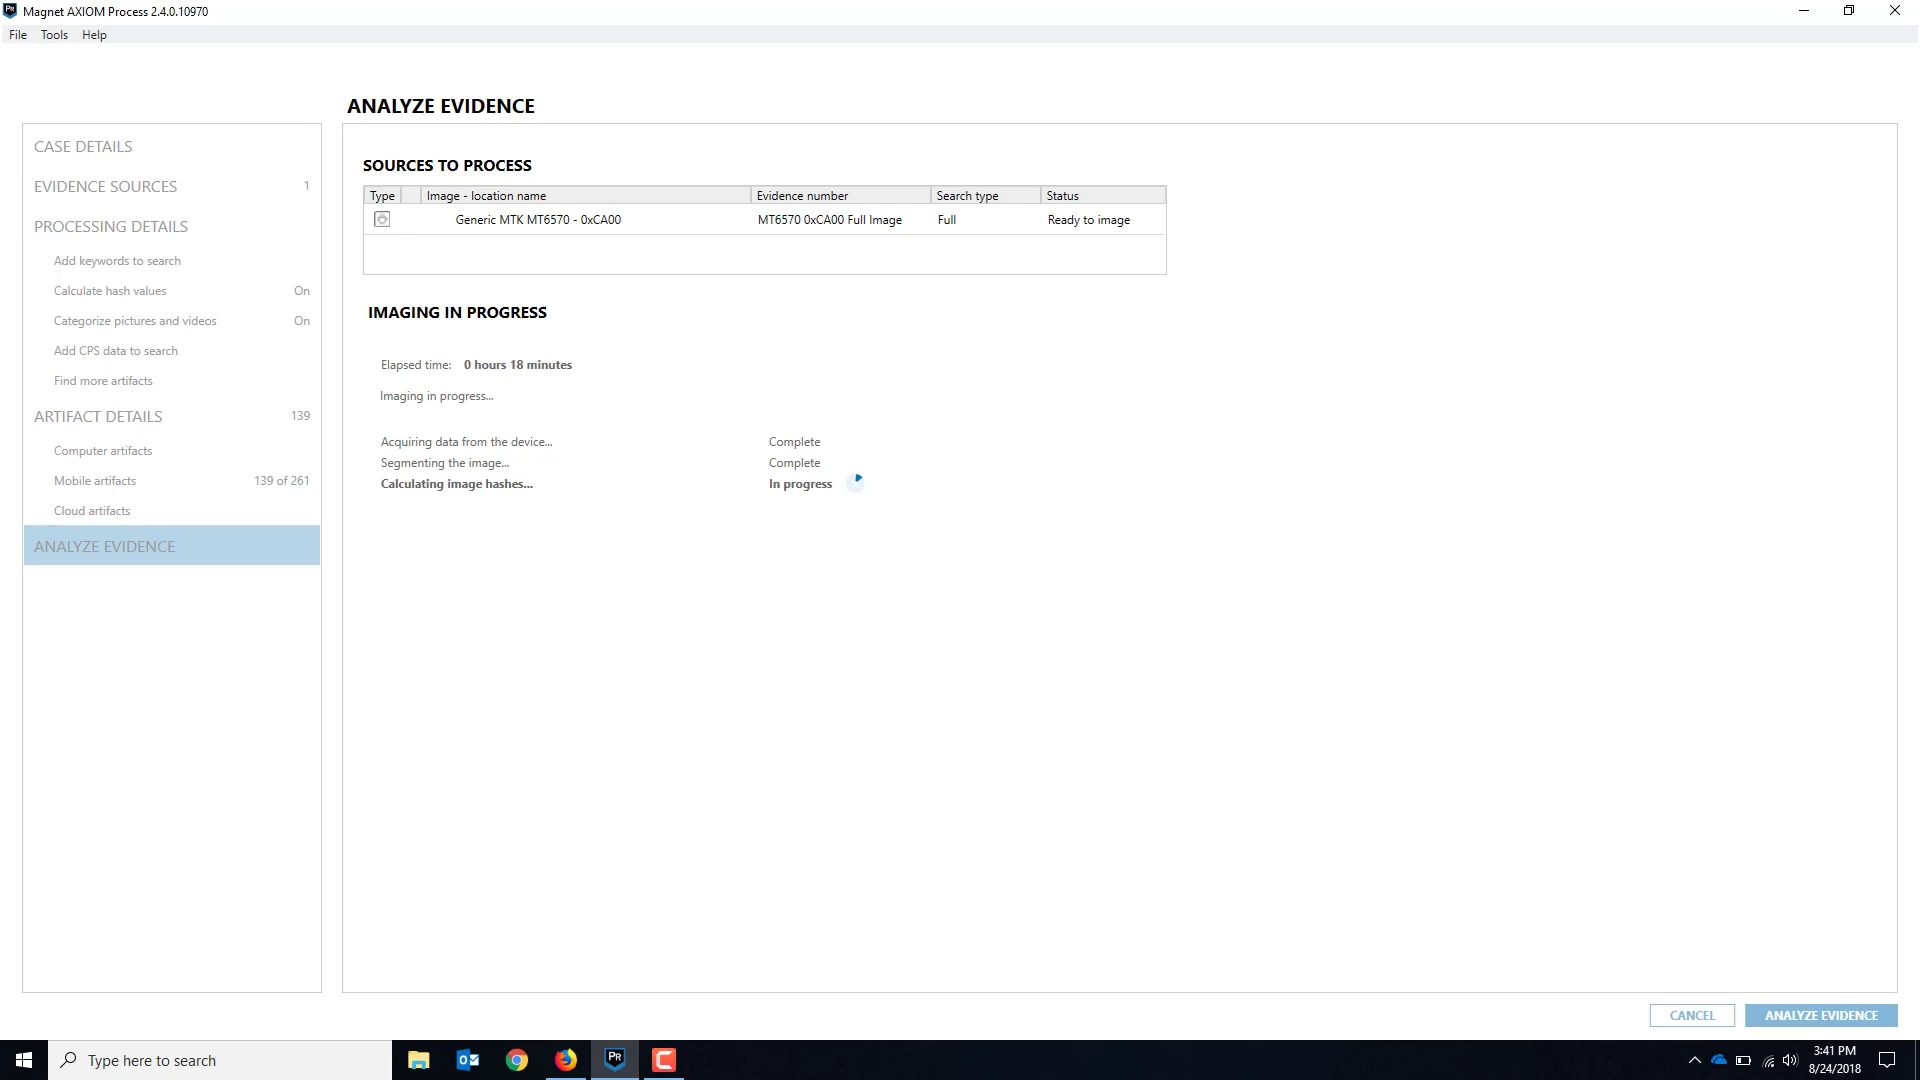 Magnet AXIOM Process 2.4.0.10970
File Tools Help
ANALYZE EVIDENCE
CASE DETAILS
EVIDENCE SOURCES 1
PROCESSING DETAILS
Add keywords to search
Calculate hash values On
Categorize pictures and videos On
Add CPS data to search
Find more artifacts
ARTIFACT DETAILS 139
Computer artifacts
Mobile artifacts 139 of 261
Cloud artifacts
ANALYZE EVIDENCE
SOURCES TO PROCESS
Type Image - location name Evidence number Search type Status
Generic MTK MT6570 - 0xCA00 MT6570 0xCA00 Full Image Full Ready to image
IMAGING IN PROGRESS
Elapsed time: 0 hours 18 minutes
Imaging in progress...
Acquiring data from the device... Complete
Segmenting the image... Complete
Calculating image hashes... In progress
CANCEL ANALYZE EVIDENCE
Type here to search
PR
3:41 PM
8/24/2018